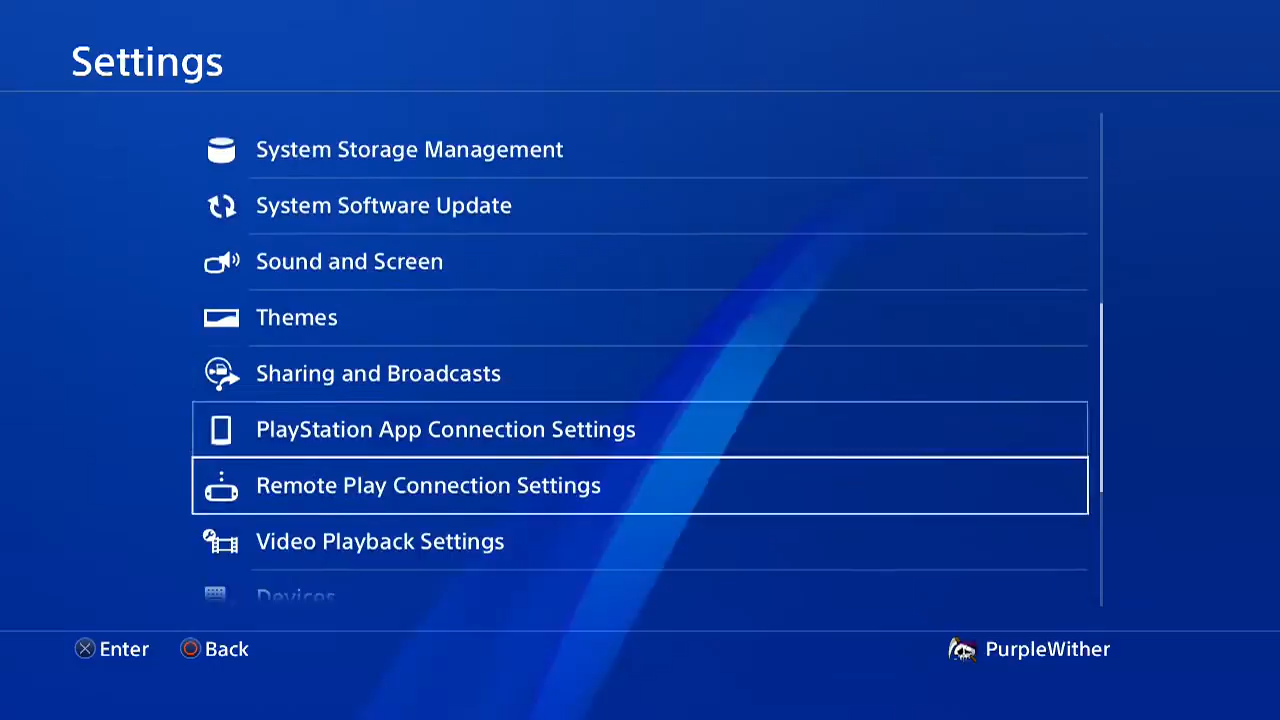 Settings
System Storage Management
System Software Update
Sound and Screen
Themes
Sharing and Broadcasts
PlayStation App Connection Settings
Remote Play Connection Settings
Video Playback Settings
Devices
Enter Back PurpleWither